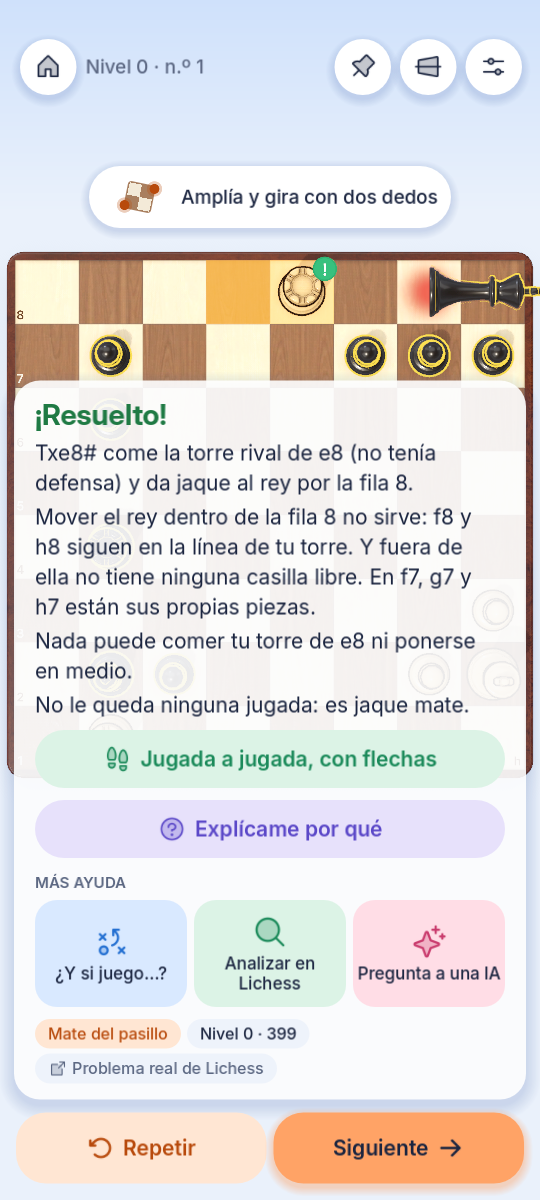 Nivel 0 · n.º 1
Amplía y gira con dos dedos
!
8
7
¡Resuelto!
Txe8# come la torre rival de e8 (no tenía
defensa) y da jaque al rey por la fila 8.
Mover el rey dentro de la fila 8 no sirve: f8 y
h8 siguen en la línea de tu torre. Y fuera de
ella no tiene ninguna casilla libre. En f7, g7 y
h7 están sus propias piezas.
Nada puede comer tu torre de e8 ni ponerse
en medio.
No le queda ninguna jugada: es jaque mate.
Jugada a jugada, con flechas
Explícame por qué
MÁS AYUDA
¿Y si juego…?
Analizar en
Lichess
Pregunta a una IA
Mate del pasillo
Nivel 0 · 399
Problema real de Lichess
Repetir
Siguiente